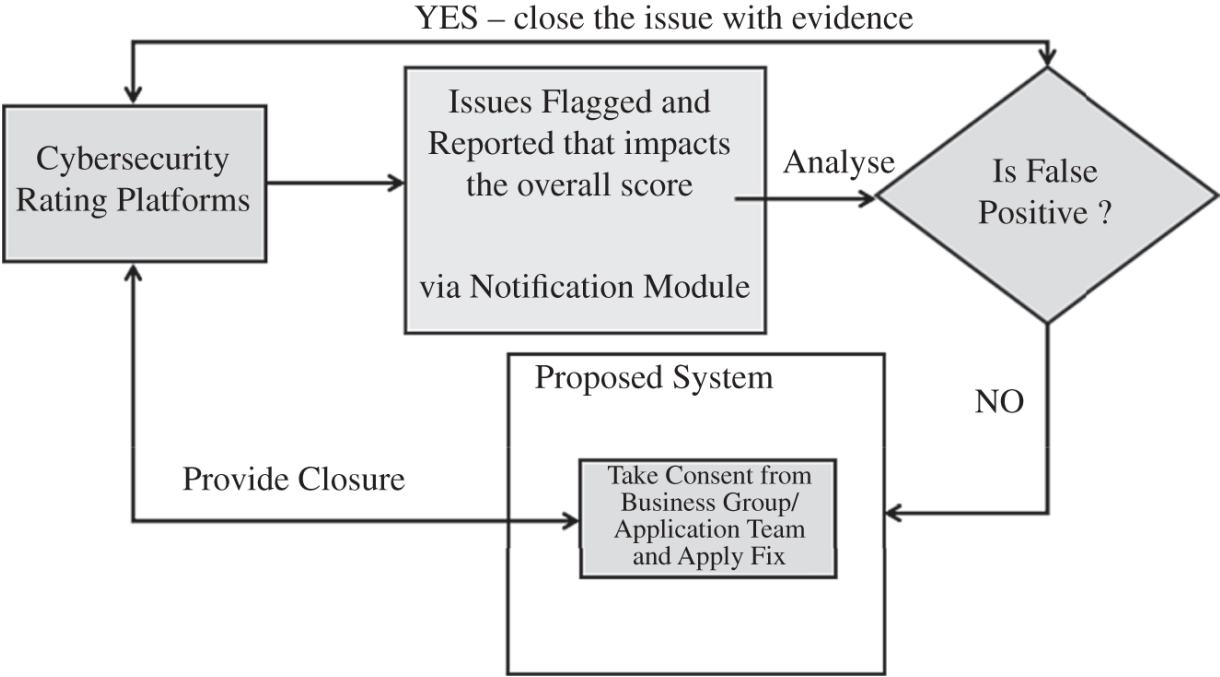 YES – close the issue with evidence
Cybersecurity
Rating Platforms
Issues Flagged and
Reported that impacts
the overall score
via Notification Module
Analyse
Is False
Positive ?
NO
Proposed System
Take Consent from
Business Group/
Application Team
and Apply Fix
Provide Closure